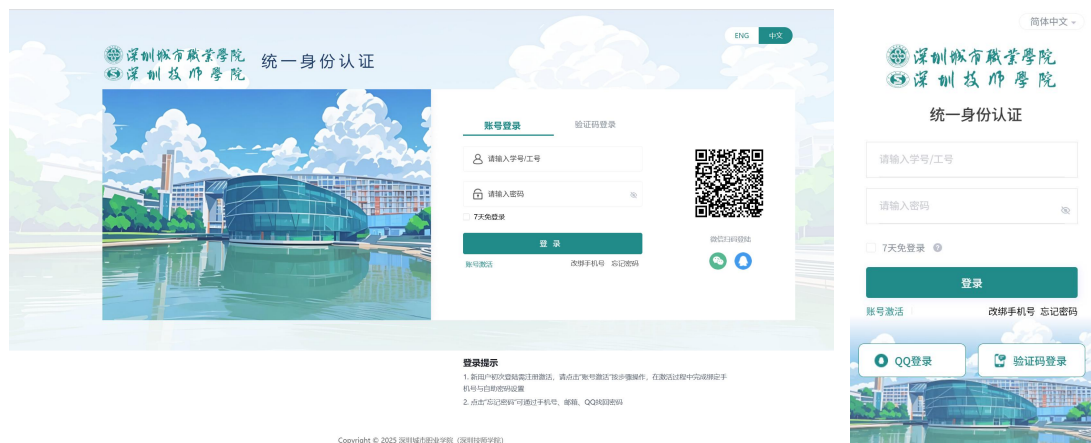 深圳城市职业学院
深圳技师学院
统一身份认证
ENG 中文
账号登录 验证码登录
请输入学号/工号
请输入密码
7天免登录
登 录
账号激活 改绑手机号 忘记密码
微信扫码登陆
登录提示
1. 新用户初次登陆需注册激活，请点击"账号激活"按步骤操作，在激活过程中完成绑定手
机号与自助密码设置
2. 点击"忘记密码"可通过手机号、邮箱、QQ找回密码
Copyright © 2025 深圳城市职业学院（深圳技师学院）
简体中文
深圳城市職業學院
深圳技师學院
统一身份认证
请输入学号/工号
请输入密码
7天免登录
登录
账号激活 改绑手机号 忘记密码
QQ登录 验证码登录